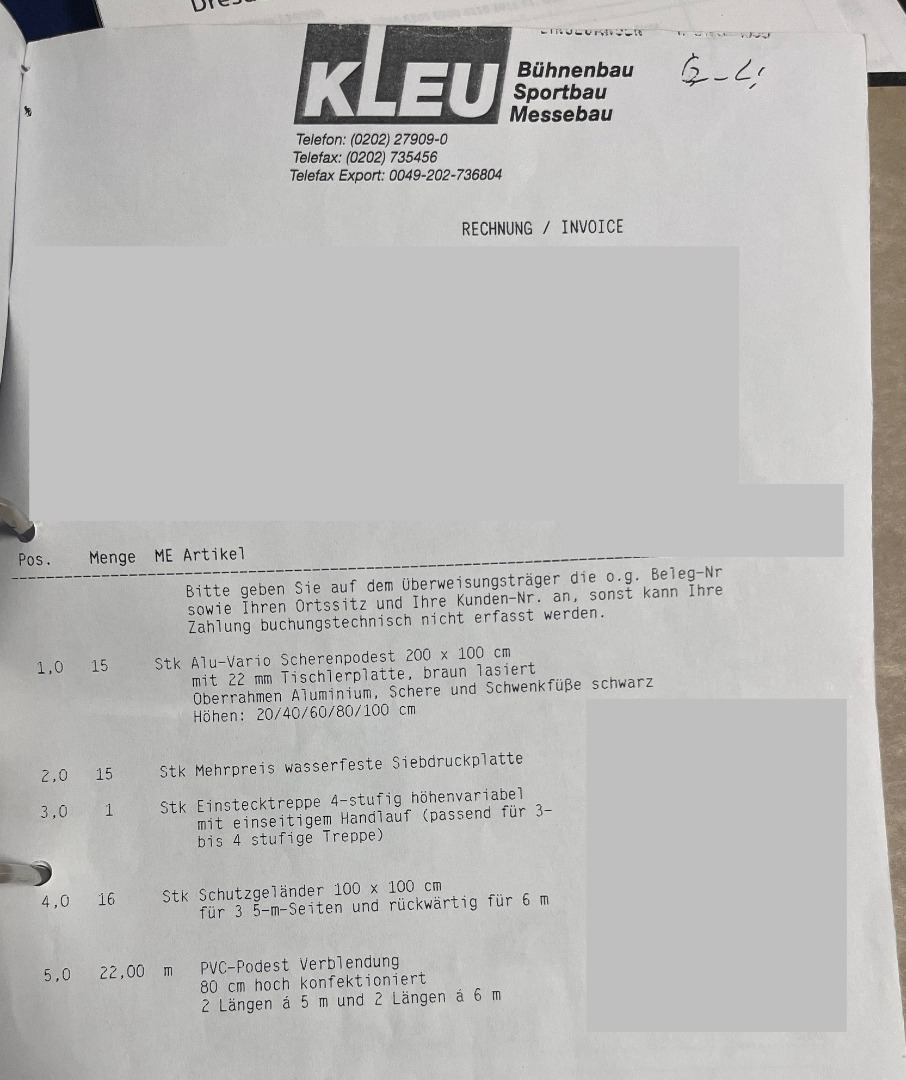 KLEU
Bühnenbau
Sportbau
Messebau
Telefon: (0202) 27909-0
Telefax: (0202) 735456
Telefax Export: 0049-202-736804
RECHNUNG / INVOICE
Pos. Menge ME Artikel
Bitte geben Sie auf dem Überweisungsträger die o.g. Beleg-Nr
sowie Ihren Ortssitz und Ihre Kunden-Nr. an, sonst kann Ihre
Zahlung buchungstechnisch nicht erfasst werden.
1,0 15 Stk Alu-Vario Scherenpodest 200 x 100 cm
mit 22 mm Tischlerplatte, braun lasiert
Oberrahmen Aluminium, Schere und Schwenkfüße schwarz
Höhen: 20/40/60/80/100 cm
2,0 15 Stk Mehrpreis wasserfeste Siebdruckplatte
3,0 1 Stk Einstecktreppe 4-stufig höhenvariabel
mit einseitigem Handlauf (passend für 3-
bis 4 stufige Treppe)
4,0 16 Stk Schutzgeländer 100 x 100 cm
für 3 5-m-Seiten und rückwärtig für 6 m
5,0 22,00 m PVC-Podest Verblendung
80 cm hoch konfektioniert
2 Längen á 5 m und 2 Längen á 6 m